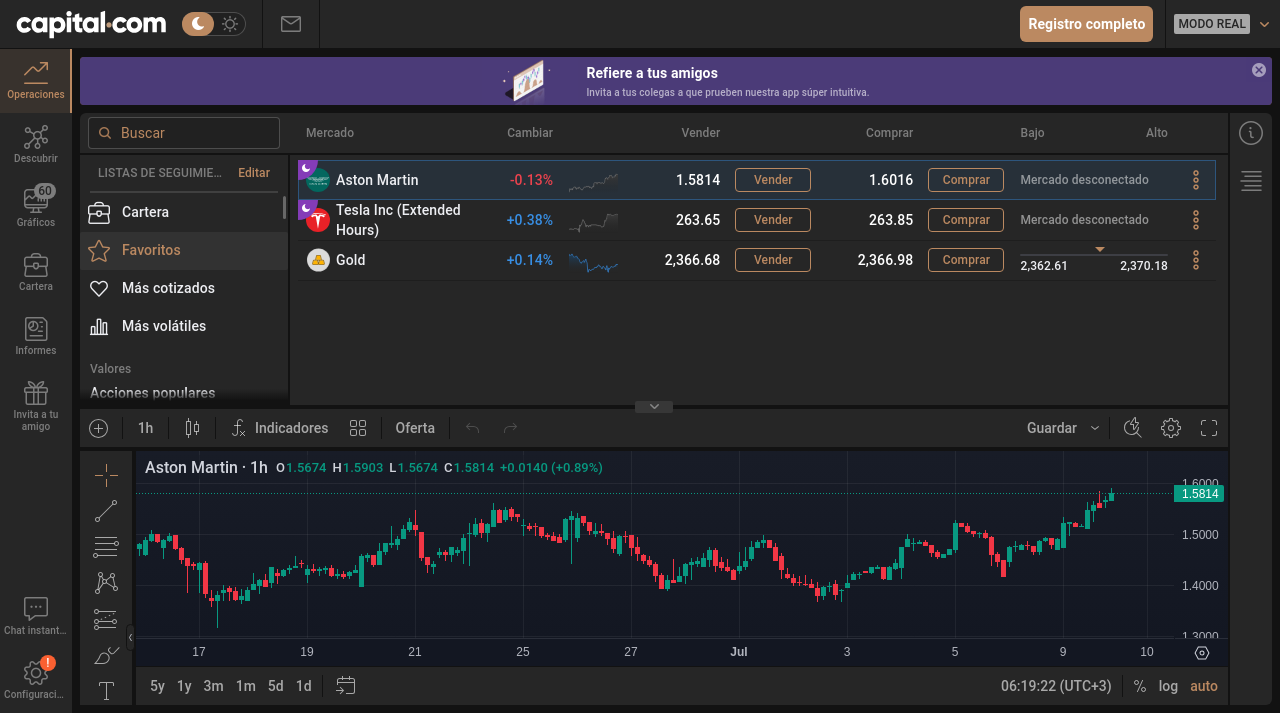 capital.com
Registro completo
MODO REAL
Operaciones
Descubrir
60
Gráficos
Cartera
Informes
Invita a tu
amigo
Chat instant...
!
Configuraci...
Refiere a tus amigos
Invita a tus colegas a que prueben nuestra app súper intuitiva.
Buscar
Mercado Cambiar Vender Comprar Bajo Alto
LISTAS DE SEGUIMIE... Editar
Cartera
Favoritos
Más cotizados
Más volátiles
Valores
Acciones populares
Aston Martin -0.13% 1.5814 Vender 1.6016 Comprar Mercado desconectado
Tesla Inc (Extended
Hours) +0.38% 263.65 Vender 263.85 Comprar Mercado desconectado
Gold +0.14% 2,366.68 Vender 2,366.98 Comprar 2,362.61 2,370.18
1h Indicadores Oferta Guardar
Aston Martin · 1h O1.5674 H1.5903 L1.5674 C1.5814 +0.0140 (+0.89%)
1.6000
1.5814
1.5000
1.4000
1.3000
17 19 21 25 27 Jul 3 5 9 10
5y 1y 3m 1m 5d 1d 06:19:22 (UTC+3) % log auto